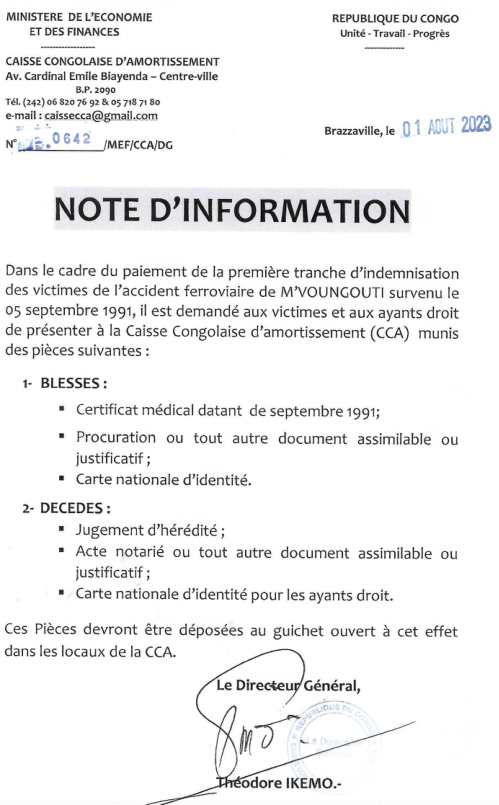 MINISTERE DE L'ECONOMIE
ET DES FINANCES
CAISSE CONGOLAISE D'AMORTISSEMENT
Av. Cardinal Emile Biayenda – Centre-ville
B.P. 2090
Tél. (242) 06 820 76 92 & 05 718 71 80
e-mail : caissecca@gmail.com
N° 0642 /MEF/CCA/DG
REPUBLIQUE DU CONGO
Unité - Travail - Progrès
Brazzaville, le 01 AOUT 2023
NOTE D'INFORMATION
Dans le cadre du paiement de la première tranche d'indemnisation
des victimes de l'accident ferroviaire de M'VOUNGOUTI survenu le
05 septembre 1991, il est demandé aux victimes et aux ayants droit
de présenter à la Caisse Congolaise d'amortissement (CCA) munis
des pièces suivantes :
1- BLESSES :
▪ Certificat médical datant de septembre 1991;
▪ Procuration ou tout autre document assimilable ou
justificatif ;
▪ Carte nationale d'identité.
2- DECEDES :
▪ Jugement d'hérédité ;
▪ Acte notarié ou tout autre document assimilable ou
justificatif ;
▪ Carte nationale d'identité pour les ayants droit.
Ces Pièces devront être déposées au guichet ouvert à cet effet
dans les locaux de la CCA.
Le Directeur Général,
REPUBLIQUE DU CONGO
Théodore IKEMO.-